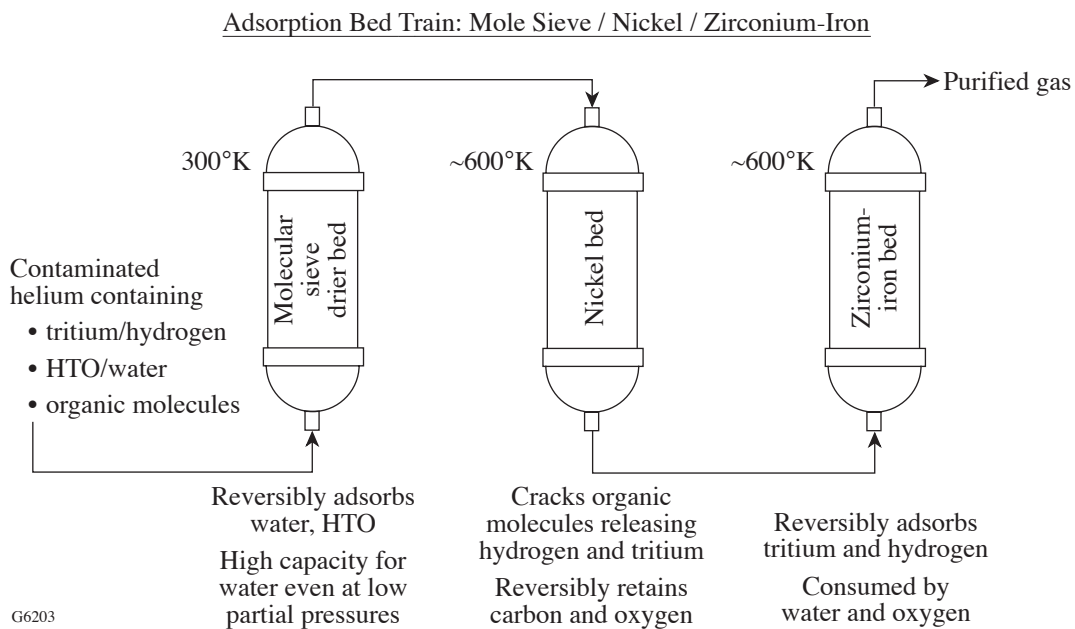 Adsorption Bed Train: Mole Sieve / Nickel / Zirconium-Iron
Purified gas
300°K
~600°K
~600°K
Molecular
sieve
drier bed
Nickel bed
Zirconium-
iron bed
Contaminated
helium containing
• tritium/hydrogen
• HTO/water
• organic molecules
Reversibly adsorbs
water, HTO
High capacity for
water even at low
partial pressures
Cracks organic
molecules releasing
hydrogen and tritium
Reversibly retains
carbon and oxygen
Reversibly adsorbs
tritium and hydrogen
Consumed by
water and oxygen
G6203